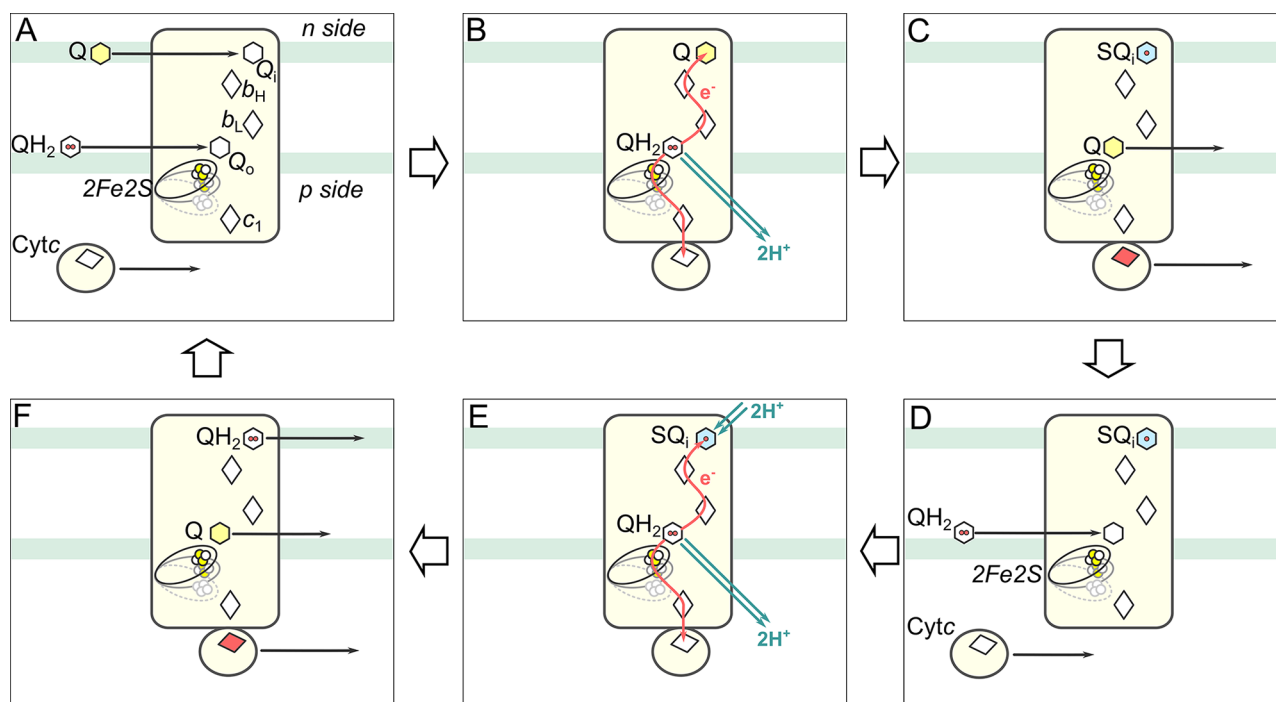 A
n side
Q
Qi
bH
bL
QH2
Qo
2Fe2S
p side
c1
Cytc
B
Q
e-
QH2
2H+
C
SQi
Q
F
QH2
Q
E
2H+
SQi
e-
QH2
2H+
D
SQi
QH2
2Fe2S
Cytc